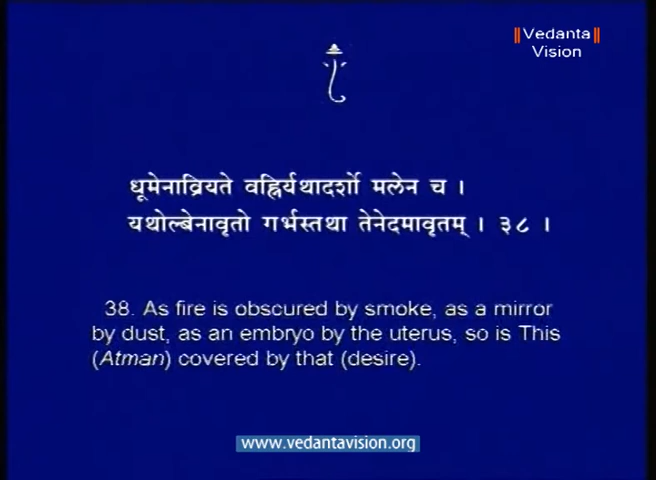 ||Vedanta||
Vision
धूमेनाव्रियते वह्निर्यथादर्शो मलेन च ।
यथोल्बेनावृतो गर्भस्तथा तेनेदमावृतम् । ३८ ।
38. As fire is obscured by smoke, as a mirror
by dust, as an embryo by the uterus, so is This
(Atman) covered by that (desire).
www.vedantavision.org